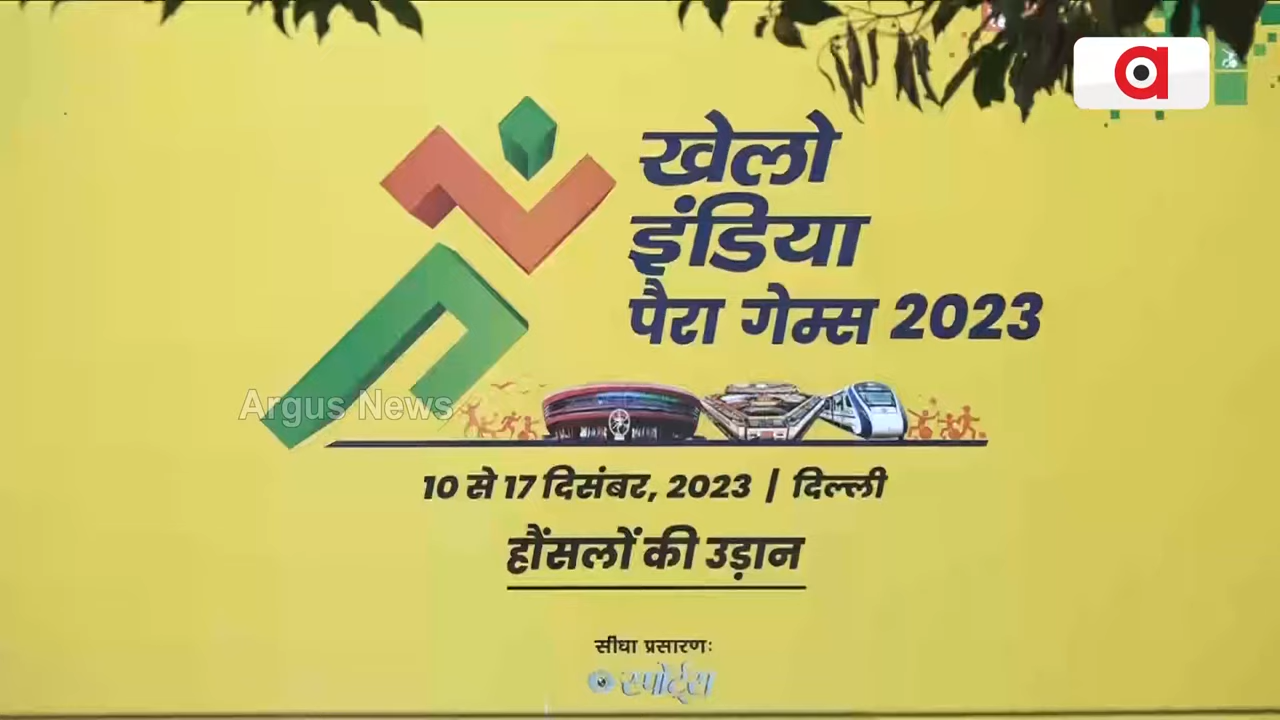 खेलो
इंडिया
पैरा गेम्स 2023
Argus News
10 से 17 दिसंबर, 2023 | दिल्ली
हौंसलों की उड़ान
सीधा प्रसारण:
स्पोर्ट्स